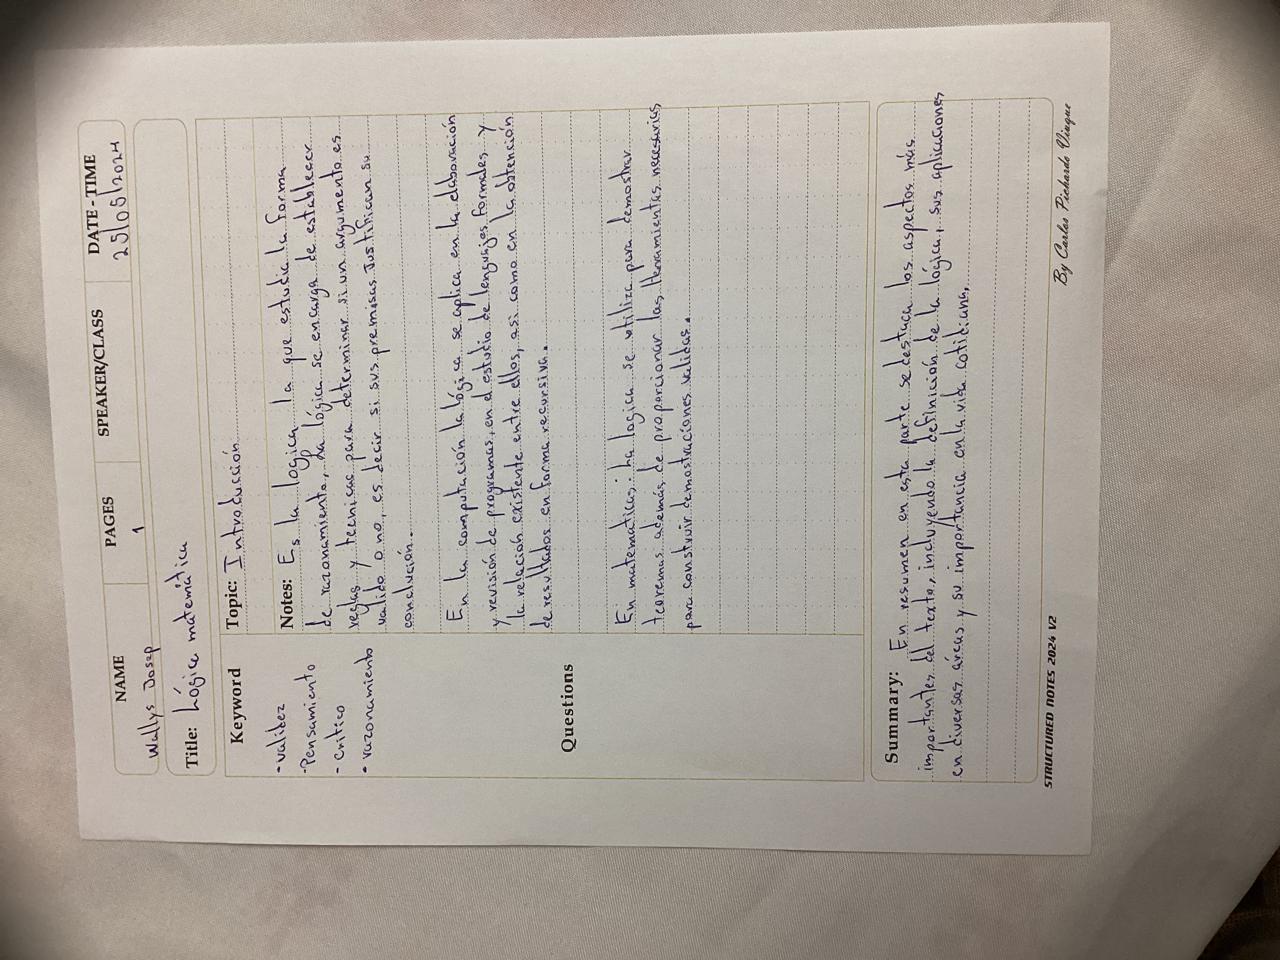 NAME PAGES SPEAKER/CLASS DATE - TIME
Wallys Josep 1 25/05/2024
Title: Lógica matemática
Keyword
-validez
-Pensamiento
- Critico
• razonamiento
Questions
Topic: Introducción
Notes: Es la logica la que estudia la forma
de razonamiento, La lógica se encarga de establecer
reglas y tecnicas para determinar si un argumento es
valido o no, es decir si sus premisas Justifican su
conclución.
En la computación la lógica se aplica en la elaboración
y revisión de programas, en el estudio de lenguajes formales y
la relación existente entre ellos, asi como en la obtención
de resultados en forma recursiva.
En matematicas: La logica se utiliza para demostrar
teoremas además de proporcionar las Herramientas necesarias
para construir demostraciones validas.
Summary: En resumen en esta parte se destaca los aspectos más
importantes del texto, incluyendo la definición de la lógica, sus aplicaciones
en diversas áreas y su importancia en la vida cotidiana,
STRUCTURED NOTES 2024 V2
By Carlos Pichardo Viuque